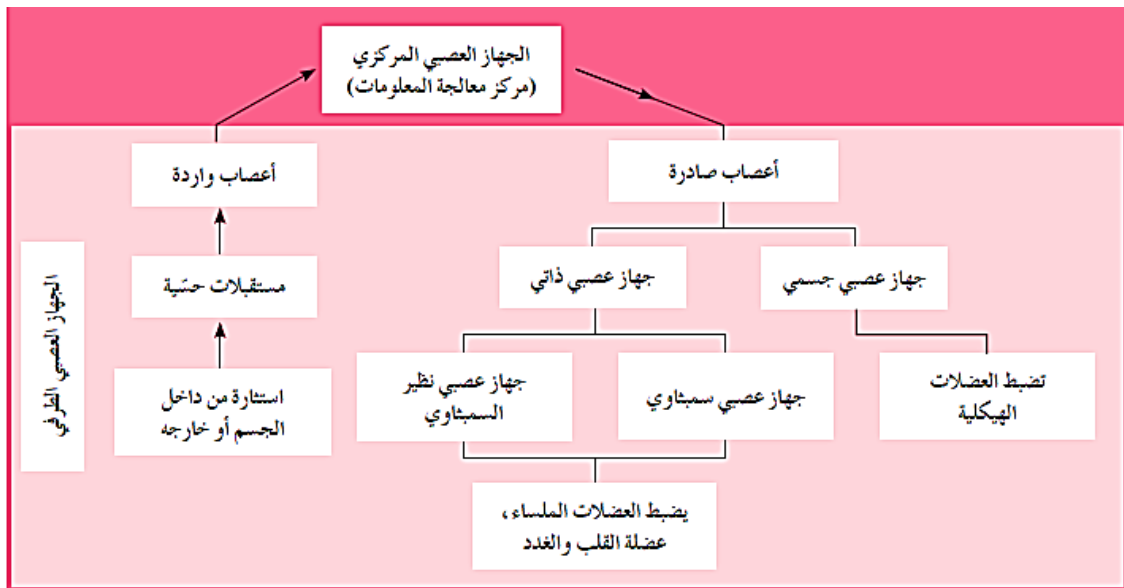 الجهاز العصبي المركزي
(مركز معالجة المعلومات)
أعصاب صادرة
أعصاب واردة
جهاز عصبي جسمي
جهاز عصبي ذاتي
مستقبلات حسّية
تضبط العضلات
الهيكلية
جهاز عصبي سمبثاوي
جهاز عصبي نظير
السمبثاوي
استثارة من داخل
الجسم أو خارجه
يضبط العضلات الملساء،
عضلة القلب والغدد
الجهاز العصبي الطرفي